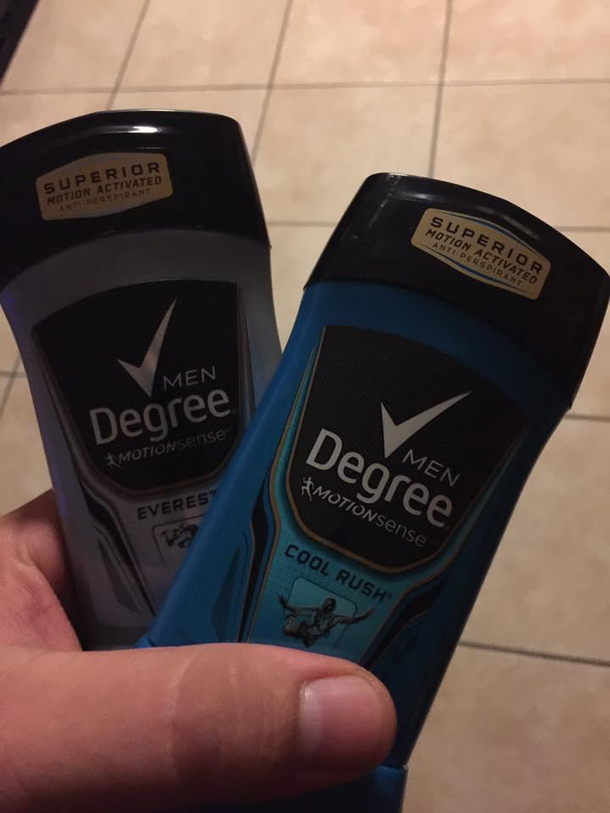 SUPERIOR
MOTION ACTIVATED
ANTI-PERSPIRANT
MEN
Degree
MOTIONsense
EVEREST
SUPERIOR
MOTION ACTIVATED
ANTI-PERSPIRANT
MEN
Degree
MOTIONsense
COOL RUSH